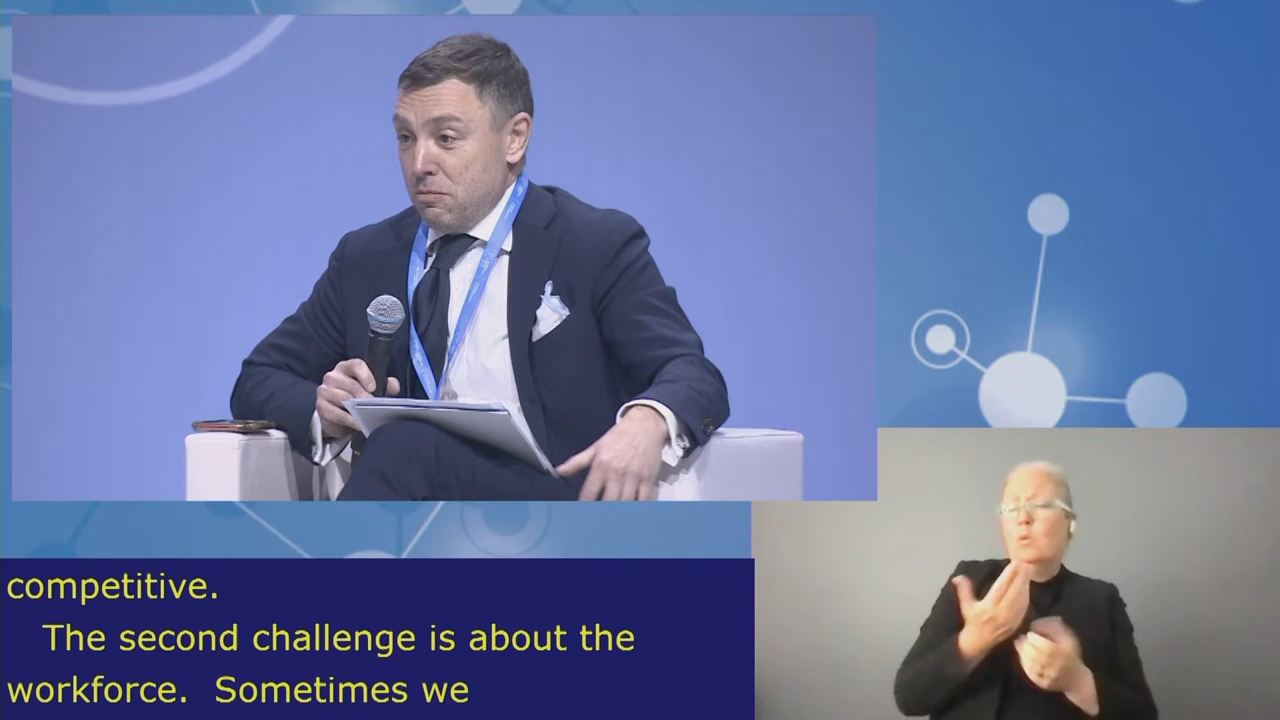 competitive.
The second challenge is about the
workforce.  Sometimes we